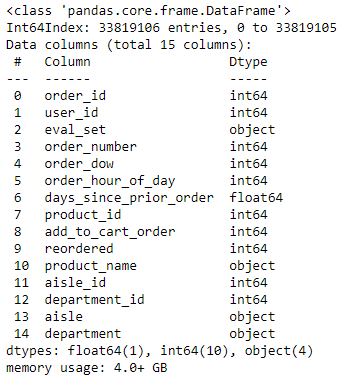 <class 'pandas.core.frame.DataFrame'>
Int64Index: 33819106 entries, 0 to 33819105
Data columns (total 15 columns):
 #   Column                  Dtype
---  ------                  -----
 0   order_id                int64
 1   user_id                 int64
 2   eval_set                object
 3   order_number            int64
 4   order_dow               int64
 5   order_hour_of_day       int64
 6   days_since_prior_order  float64
 7   product_id              int64
 8   add_to_cart_order       int64
 9   reordered               int64
 10  product_name            object
 11  aisle_id                int64
 12  department_id           int64
 13  aisle                   object
 14  department              object
dtypes: float64(1), int64(10), object(4)
memory usage: 4.0+ GB